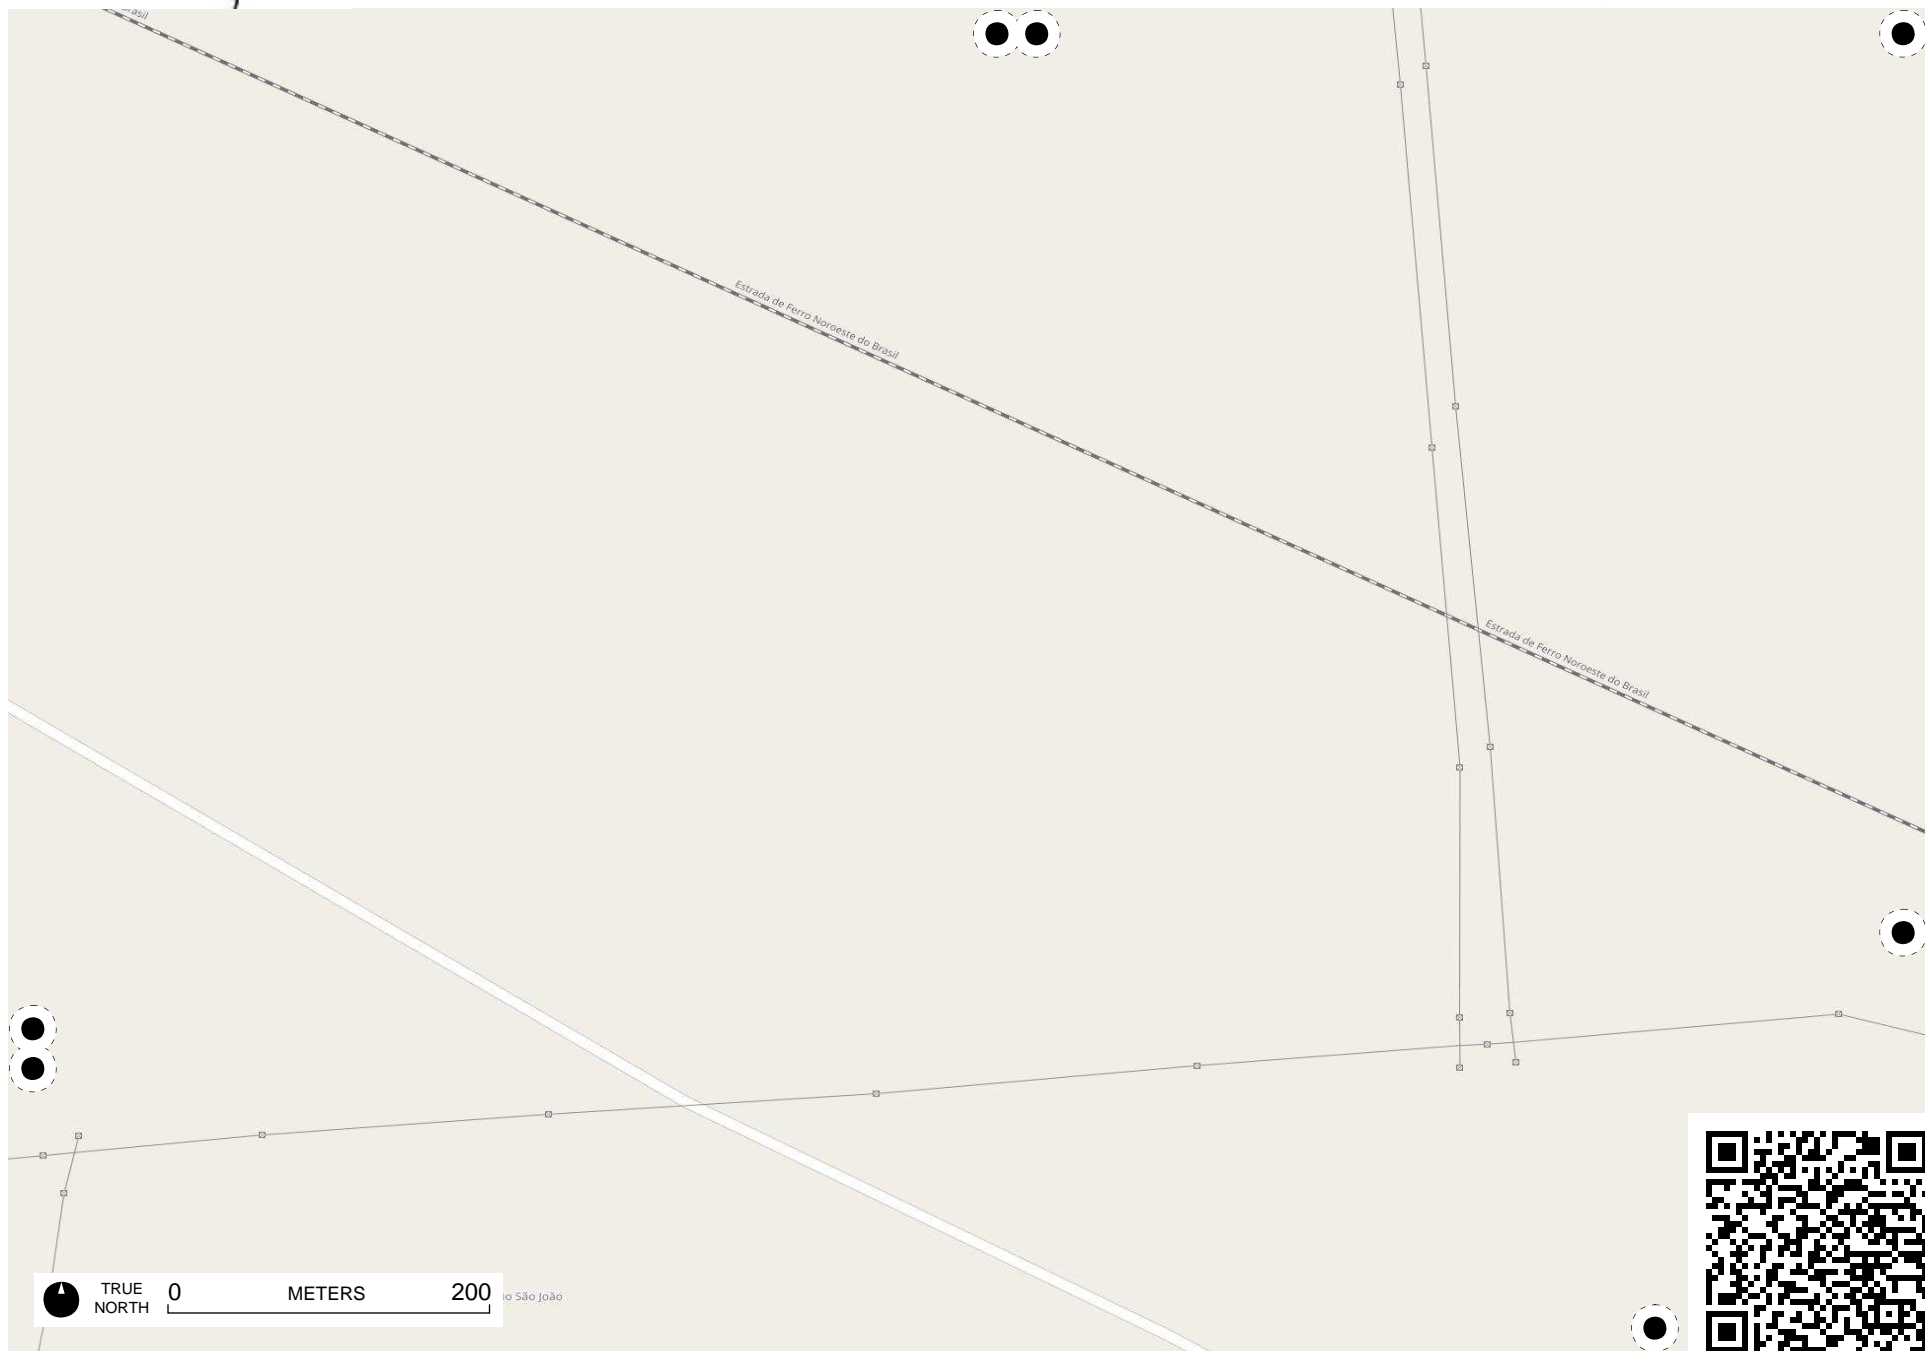 Estrada de Ferro Noroeste do Brasil
Estrada de Ferro Noroeste do Brasil
TRUE
NORTH
0 METERS 200
São João